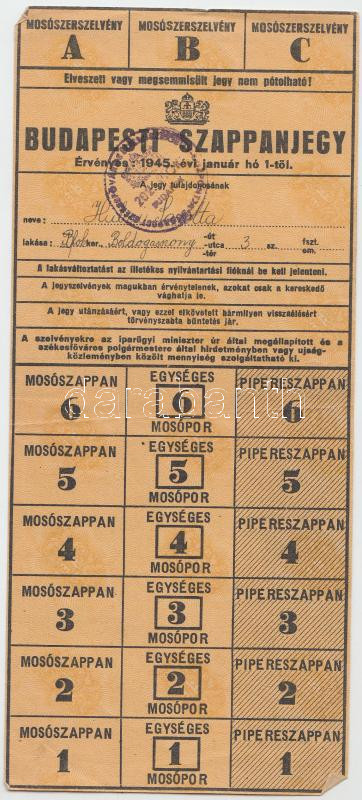 MOSÓSZERSZELVÉNY MOSÓSZERSZELVÉNY MOSÓSZERSZELVÉNY
A B C
Elveszett vagy megsemmisült jegy nem pótolható!
BUDAPESTI SZAPPANJEGY
Érvényes: 1945. évi január hó 1-től.
A jegy tulajdonosának
neve:
-út
lakása: ker., Boldogasszony -utca 3 sz. fszt.
-tér em.
A lakásváltoztatást az illetékes nyilvántartási fióknál be kell jelenteni.
A jegyszelvények magukban érvénytelenek, azokat csak a kereskedő
vághatja le.
A jegy utánzásáért, vagy ezzel elkövetett bármilyen visszaélésért
törvényszabta büntetés jár.
A szelvényekre az iparügyi miniszter úr által megállapított és a
székesfőváros polgármestere által hirdetményben vagy ujság-
közleményben közölt mennyiség szolgáltatható ki.
MOSÓSZAPPAN EGYSÉGES PIPERESZAPPAN
6 6 6
MOSÓPOR
darabanth
MOSÓSZAPPAN EGYSÉGES PIPERESZAPPAN
5 5 5
MOSÓPOR
MOSÓSZAPPAN EGYSÉGES PIPERESZAPPAN
4 4 4
MOSÓPOR
MOSÓSZAPPAN EGYSÉGES PIPERESZAPPAN
3 3 3
MOSÓPOR
MOSÓSZAPPAN EGYSÉGES PIPERESZAPPAN
2 2 2
MOSÓPOR
MOSÓSZAPPAN EGYSÉGES PIPERESZAPPAN
1 1 1
MOSÓPOR